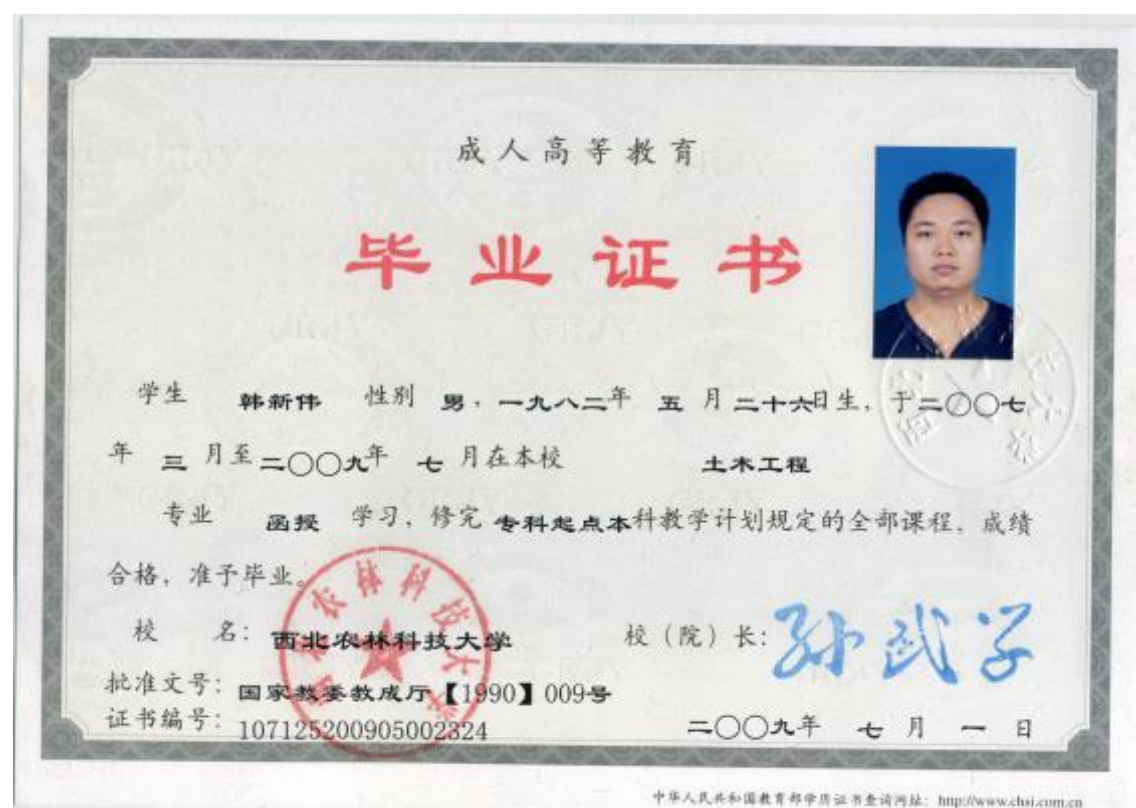 成人高等教育
毕业证书
学生 韩新伟 性别 男，一九八二年 五 月二十六日生，于二〇〇七
年 三 月至二〇〇九年 七 月在本校 土木工程
专业 函授 学习，修完 专科起点本科教学计划规定的全部课程，成绩
合格，准予毕业。
西北农林科技大学
校 名：西北农林科技大学 校（院）长：孙武学
批准文号：国家教委教成厅【1990】009号
证书编号：107125200905002324
二〇〇九年 七 月 一 日
中华人民共和国教育部学历证书查询网址：http://www.chsi.com.cn